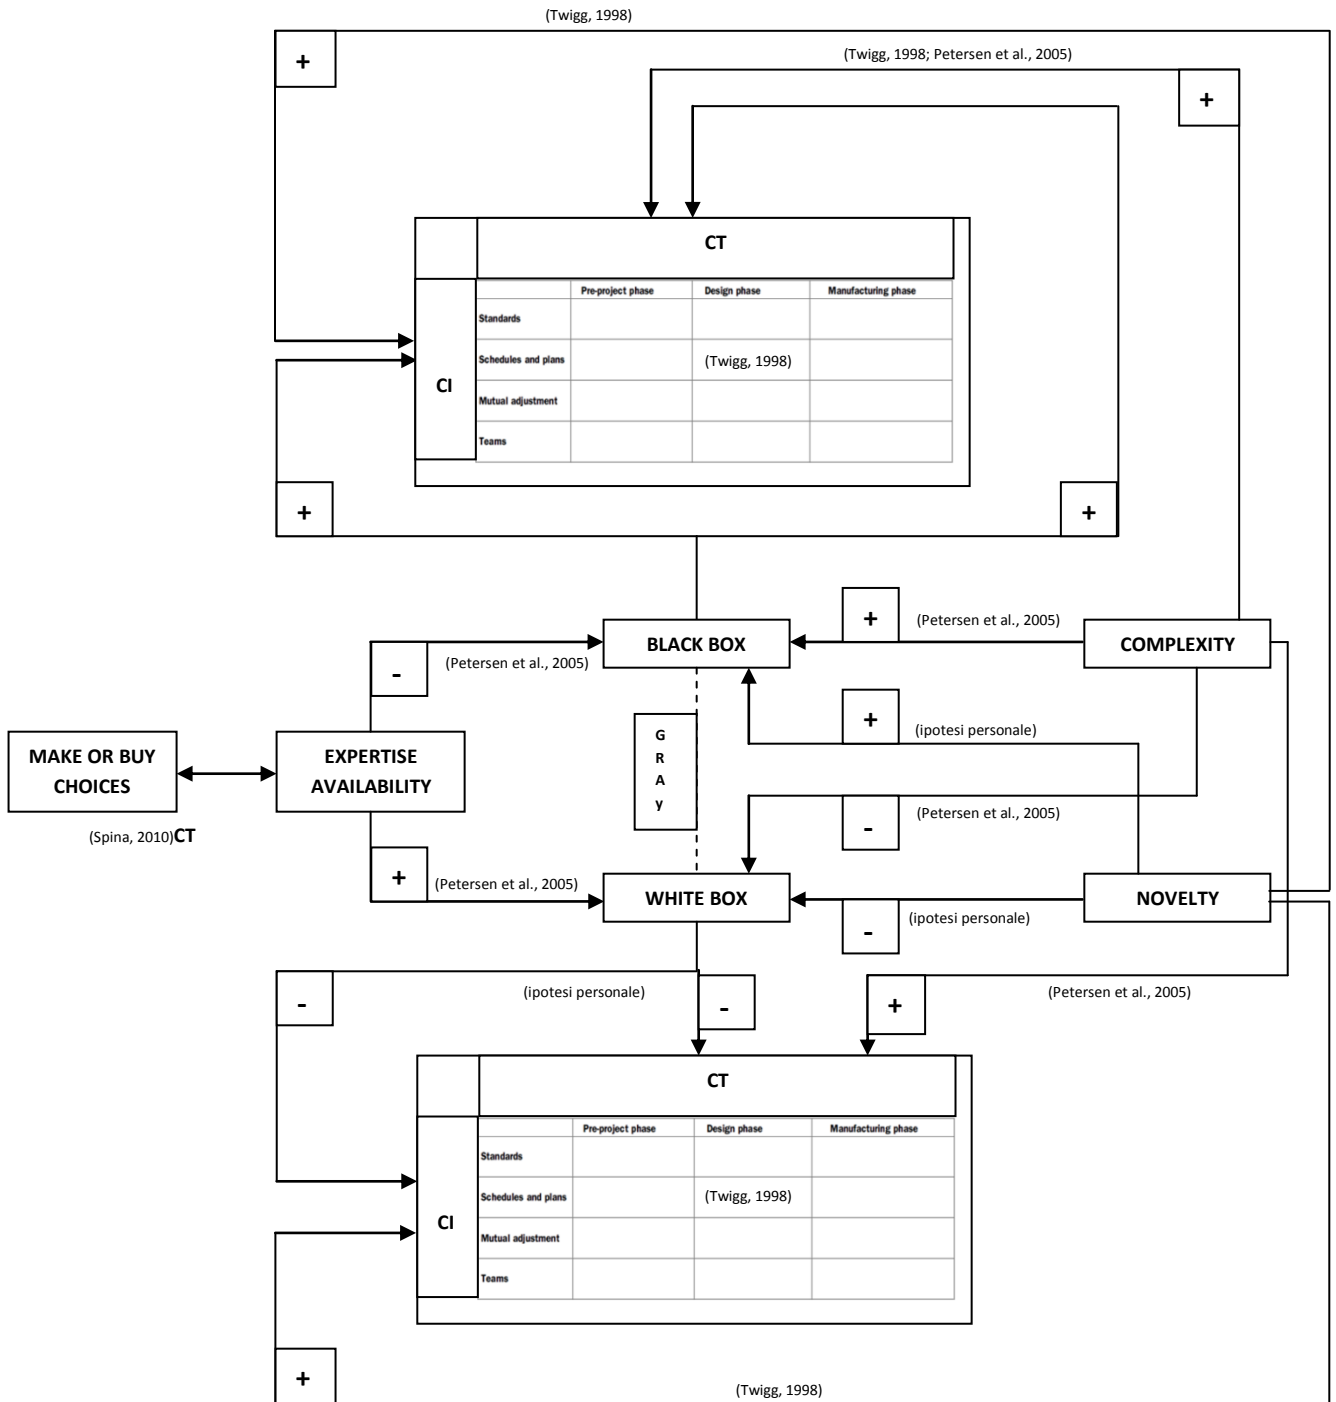 (Twigg, 1998)
+
(Twigg, 1998; Petersen et al., 2005)
+
CT
Pre-project phase Design phase Manufacturing phase
Standards
Schedules and plans (Twigg, 1998)
CI
Mutual adjustment
Teams
+
+
BLACK BOX
+
(Petersen et al., 2005)
COMPLEXITY
-
(Petersen et al., 2005)
G
R
A
y
+
(ipotesi personale)
MAKE OR BUY
CHOICES
EXPERTISE
AVAILABILITY
(Spina, 2010)CT
-
(Petersen et al., 2005)
+
(Petersen et al., 2005)
WHITE BOX
-
(ipotesi personale)
NOVELTY
-
(ipotesi personale)
-
+
(Petersen et al., 2005)
CT
Pre-project phase Design phase Manufacturing phase
Standards
Schedules and plans (Twigg, 1998)
CI
Mutual adjustment
Teams
+
(Twigg, 1998)